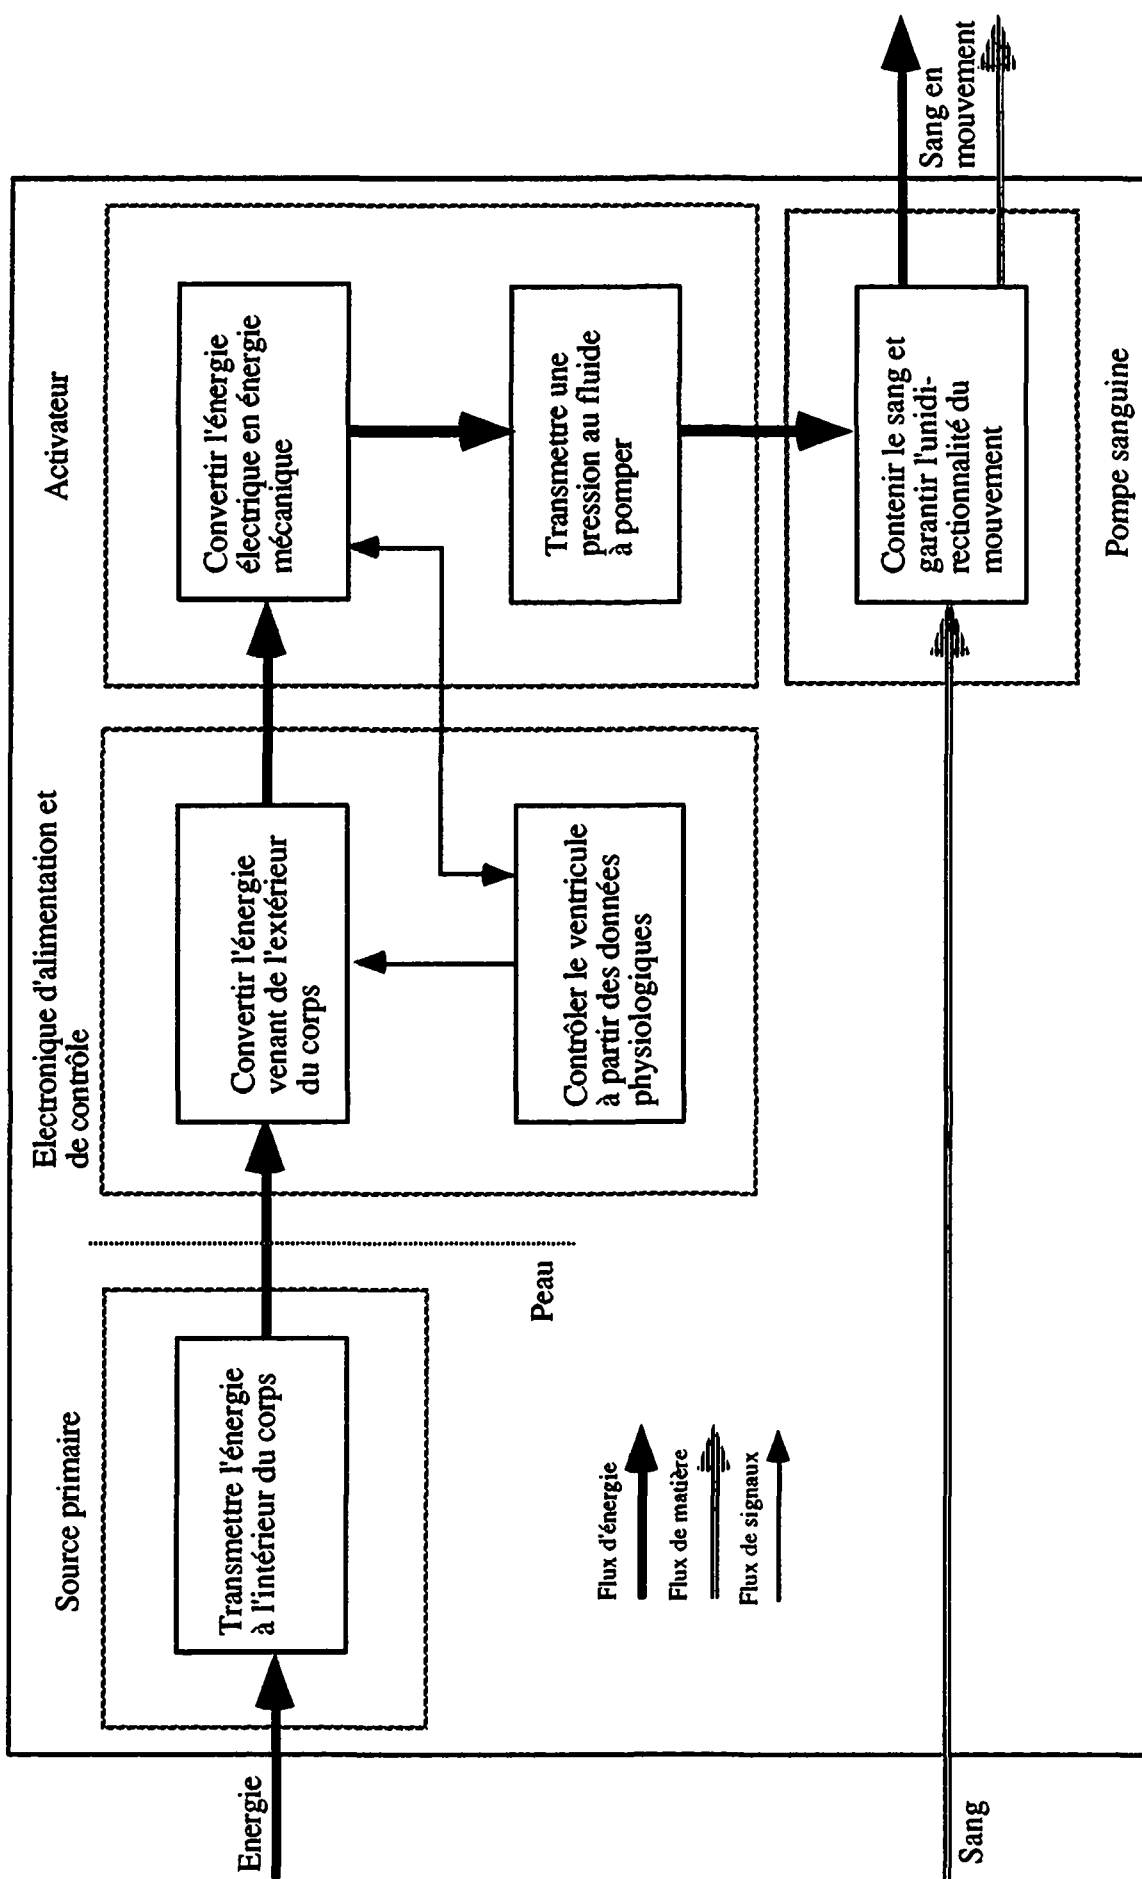 Energie
Source primaire
Transmettre l'énergie
à l'intérieur du corps
Peau
Electronique d'alimentation et
de contrôle
Convertir l'énergie
venant de l'extérieur
du corps
Contrôler le ventricule
à partir des données
physiologiques
Activateur
Convertir l'énergie
électrique en énergie
mécanique
Transmettre une
pression au fluide
à pomper
Contenir le sang et
garantir l'unidi-
rectionnalité du
mouvement
Pompe sanguine
Sang en
mouvement
Sang
Flux d'énergie
Flux de matière
Flux de signaux